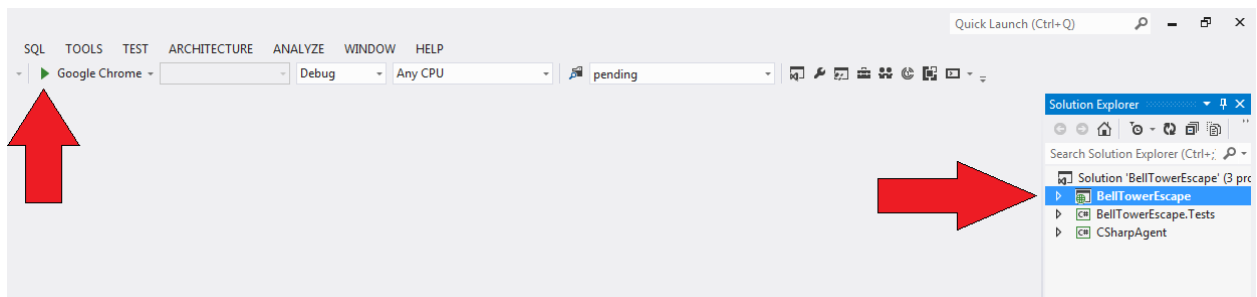 Quick Launch (Ctrl+Q)
SQL TOOLS TEST ARCHITECTURE ANALYZE WINDOW HELP
Google Chrome Debug Any CPU pending
Solution Explorer
Search Solution Explorer (Ctrl+;
Solution 'BellTowerEscape' (3 pro
BellTowerEscape
BellTowerEscape.Tests
CSharpAgent